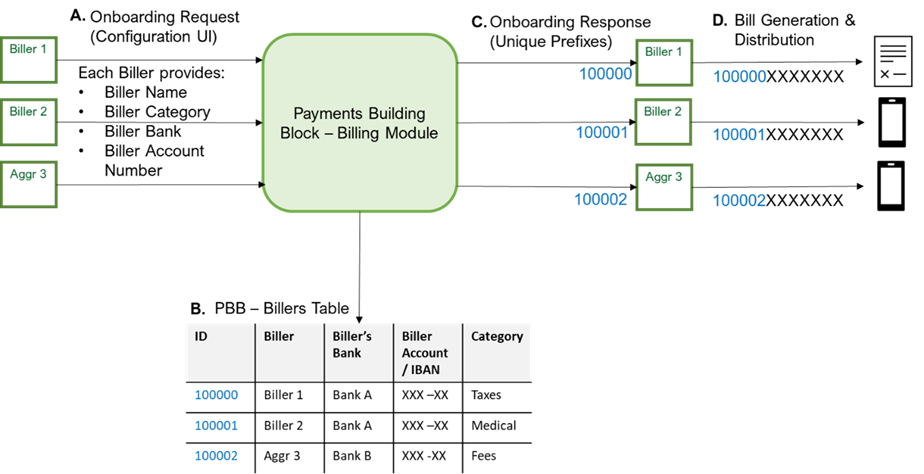 A. Onboarding Request
(Configuration UI)
Biller 1
Biller 2
Aggr 3
Each Biller provides:
• Biller Name
• Biller Category
• Biller Bank
• Biller Account
Number
Payments Building
Block – Billing Module
C. Onboarding Response
(Unique Prefixes)
Biller 1
100000
Biller 2
100001
Aggr 3
100002
D. Bill Generation &
Distribution
100000XXXXXXX
100001XXXXXXX
100002XXXXXXX
B. PBB – Billers Table
ID Biller Biller's Bank Biller Account / IBAN Category
100000 Biller 1 Bank A XXX –XX Taxes
100001 Biller 2 Bank A XXX –XX Medical
100002 Aggr 3 Bank B XXX -XX Fees